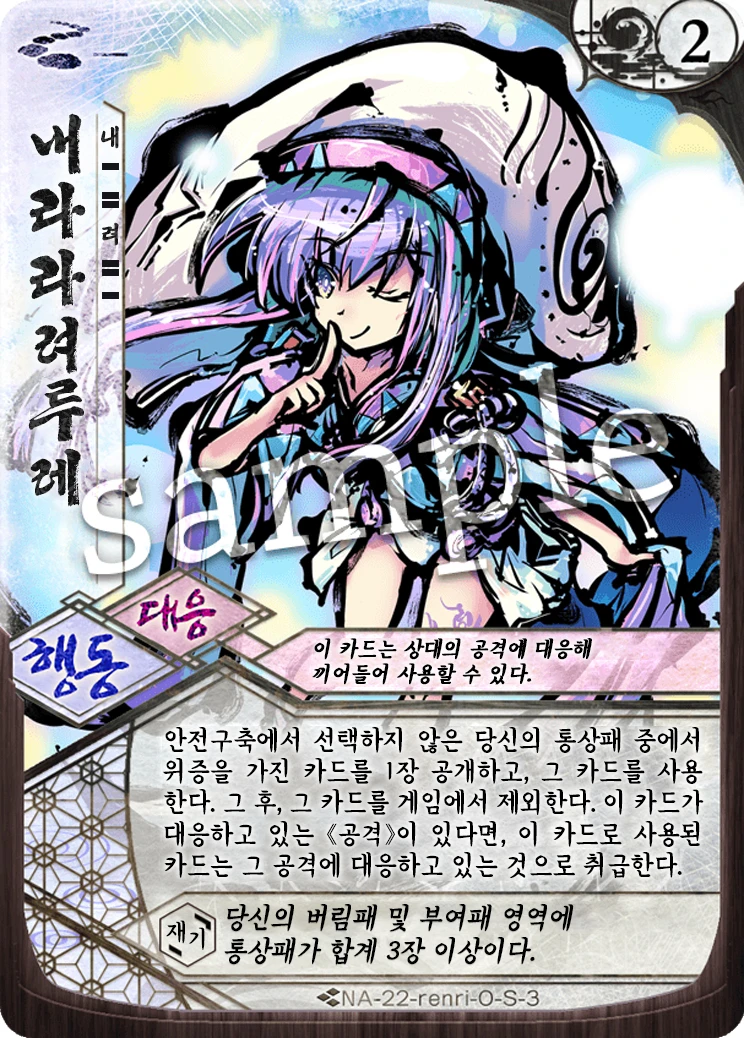 2
내라라려루레
내ーニ려三ー
sample
대응
행동
이 카드는 상대의 공격에 대응해
끼어들어 사용할 수 있다.
안전구축에서 선택하지 않은 당신의 통상패 중에서
위증을 가진 카드를 1장 공개하고, 그 카드를 사용
한다. 그 후, 그 카드를 게임에서 제외한다. 이 카드가
대응하고 있는 《공격》이 있다면, 이 카드로 사용된
카드는 그 공격에 대응하고 있는 것으로 취급한다.
재기
당신의 버림패 및 부여패 영역에
통상패가 합계 3장 이상이다.
NA-22-renri-O-S-3